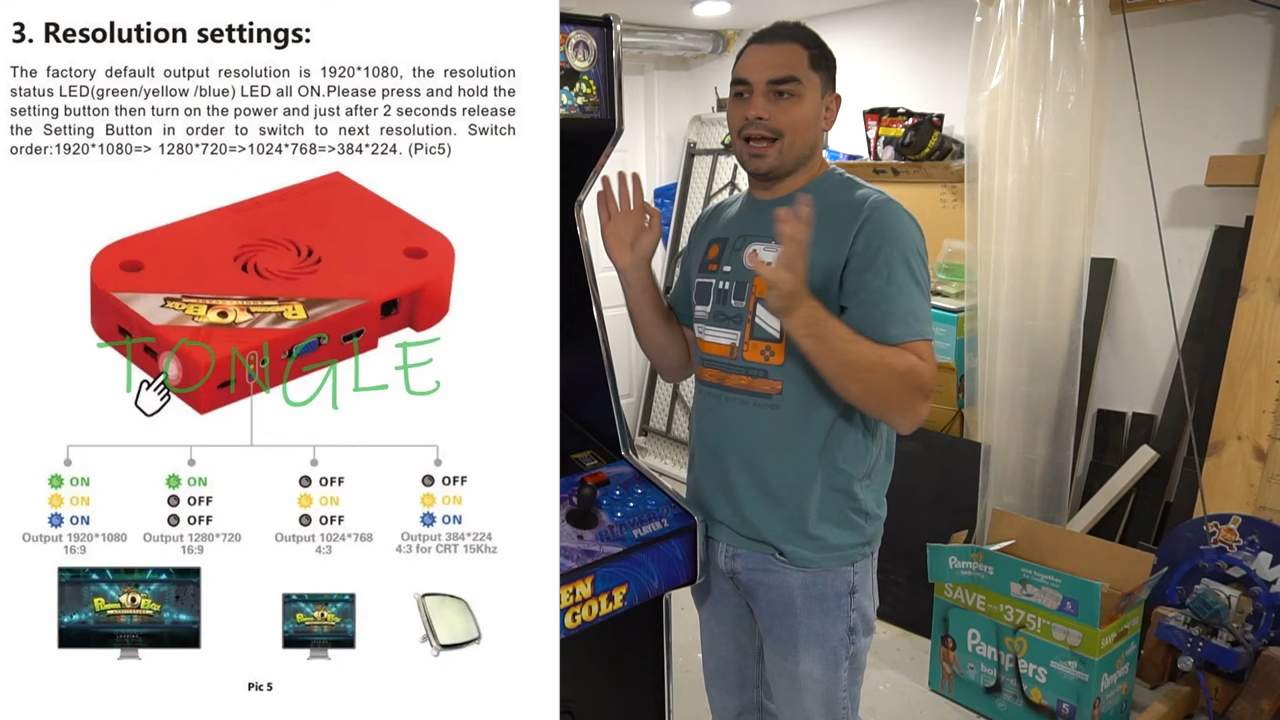 3. Resolution settings:
The factory default output resolution is 1920*1080, the resolution
status LED(green/yellow /blue) LED all ON.Please press and hold the
setting button then turn on the power and just after 2 seconds release
the Setting Button in order to switch to next resolution. Switch
order:1920*1080=> 1280*720=>1024*768=>384*224. (Pic5)
TONGLE
ON ON OFF OFF
ON OFF ON ON
ON OFF OFF ON
Output 1920*1080 Output 1280*720 Output 1024*768 Output 384*224
16:9 16:9 4:3 4:3 for CRT 15Khz
Pic 5
PLAYER 2
EN
GOLF
Pampers
SAVE $375!
Pampers
Pampers
5